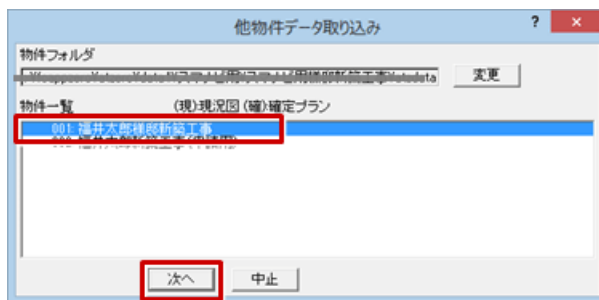 他物件データ取り込み
? ×
物件フォルダ
変更
物件一覧 (現)現況図 (確)確定プラン
001: 福井太郎様邸新築工事
次へ 中止